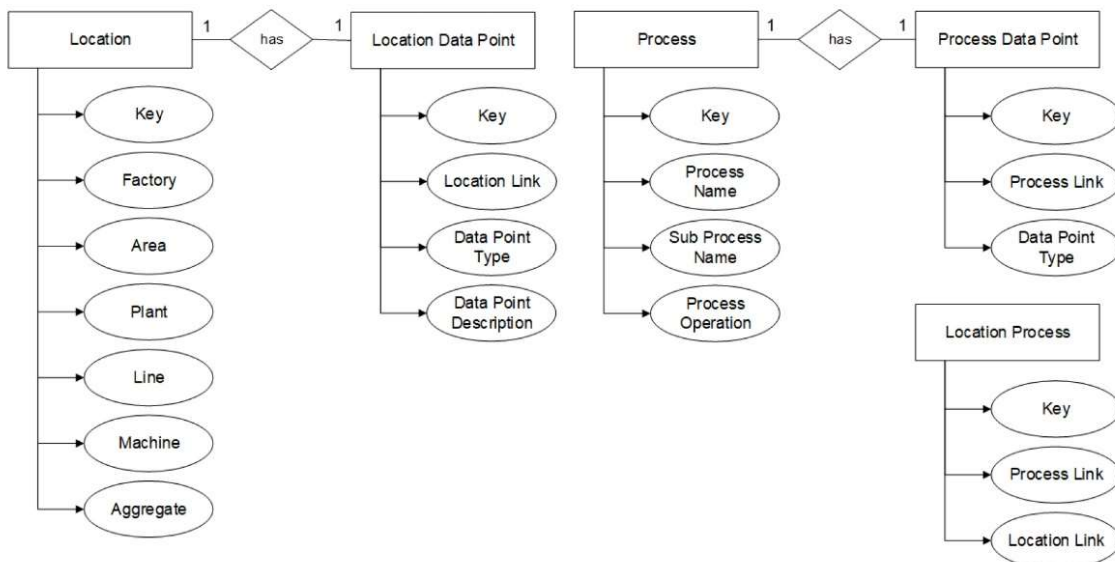 Location
1
has
1
Location Data Point
Process
1
has
1
Process Data Point
Key
Factory
Area
Plant
Line
Machine
Aggregate
Key
Location Link
Data Point
Type
Data Point
Description
Key
Process
Name
Sub Process
Name
Process
Operation
Key
Process Link
Data Point
Type
Location Process
Key
Process Link
Location Link